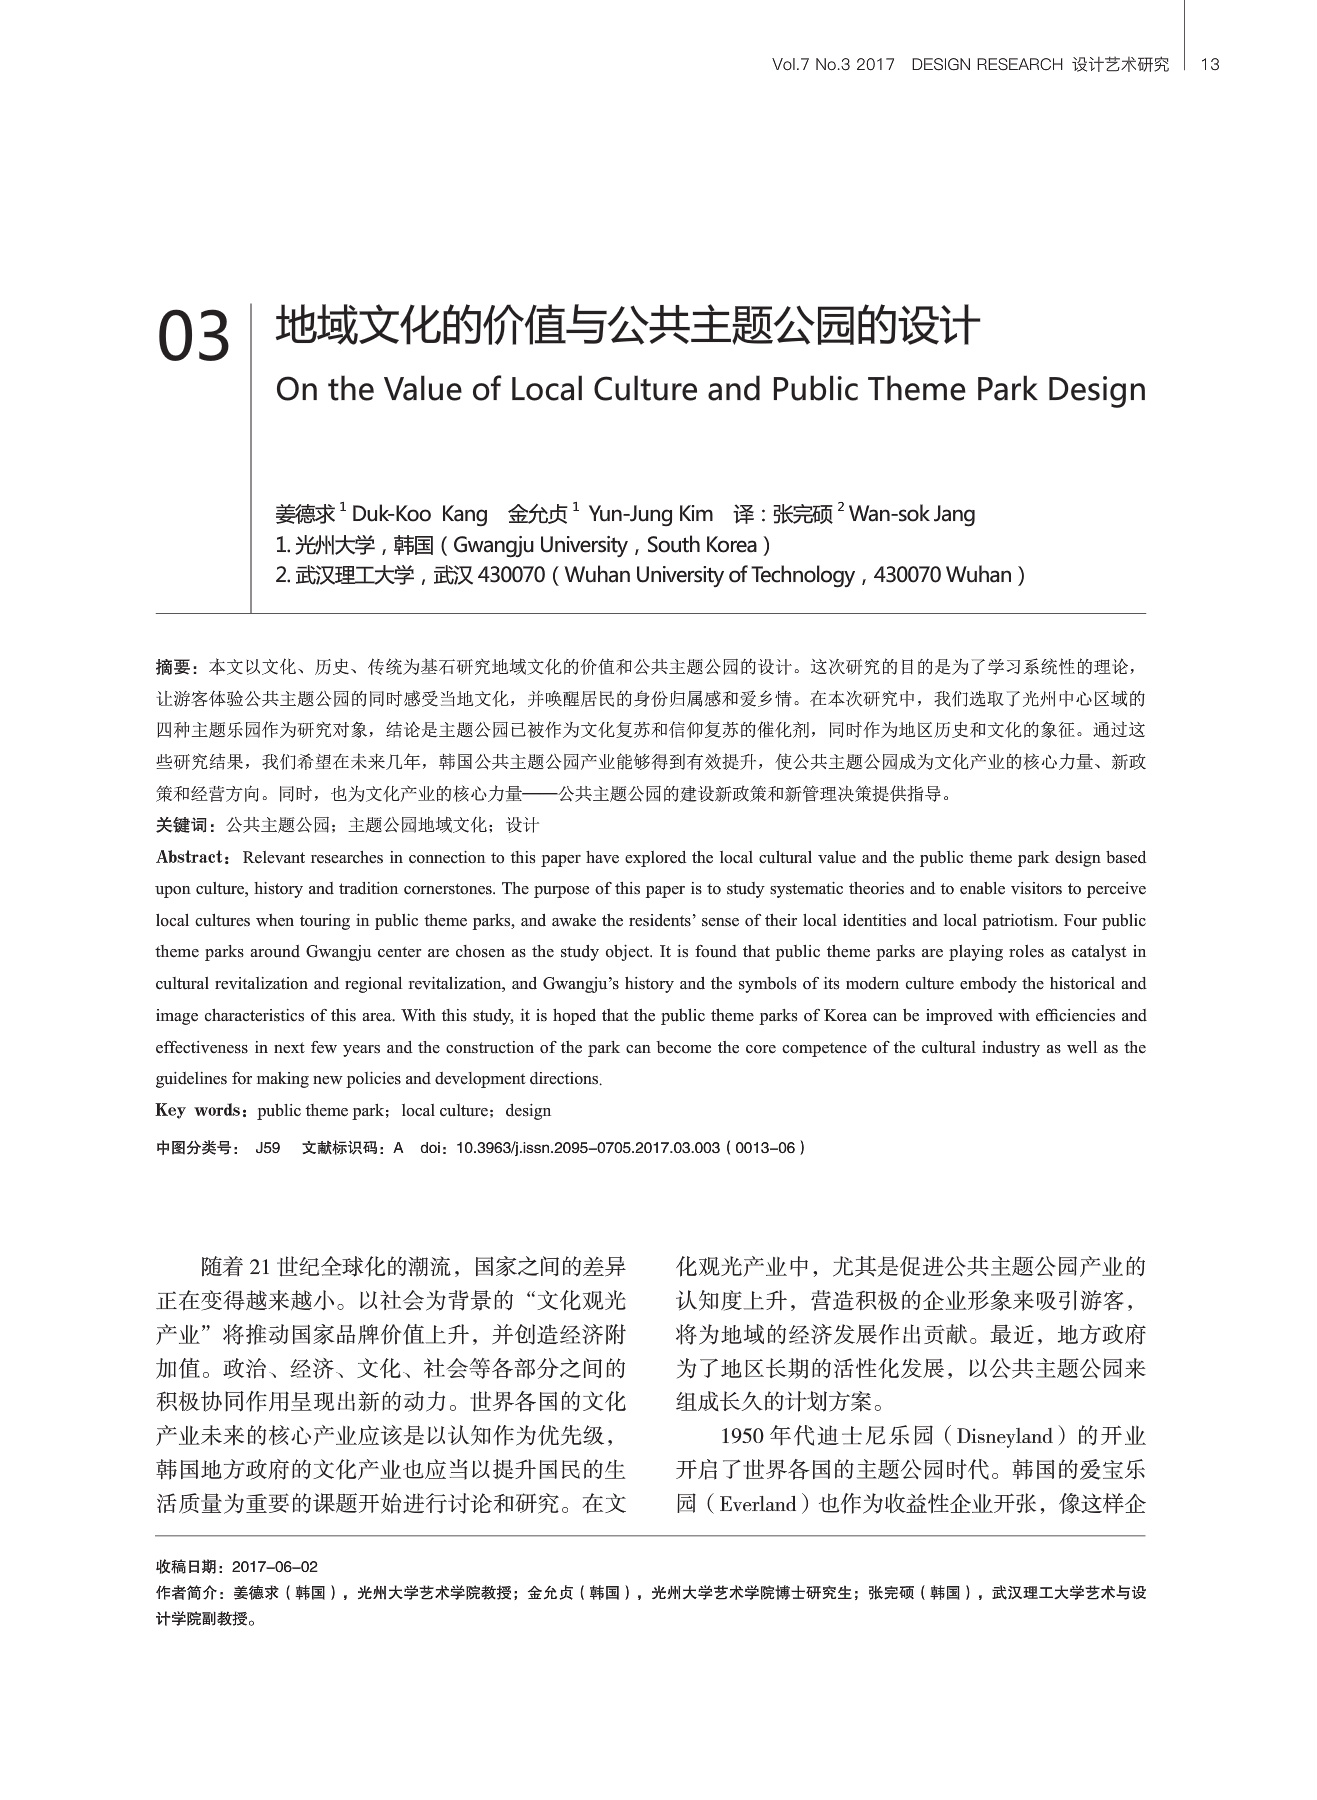 Vol.7 No.3 2017 DESIGN RESEARCH 设计艺术研究 13
03
地域文化的价值与公共主题公园的设计
On the Value of Local Culture and Public Theme Park Design
姜德求1 Duk-Koo Kang 金允贞1 Yun-Jung Kim 译：张完硕2 Wan-sok Jang
1. 光州大学，韩国（Gwangju University，South Korea）
2. 武汉理工大学，武汉 430070（Wuhan University of Technology，430070 Wuhan）
摘要：本文以文化、历史、传统为基石研究地域文化的价值和公共主题公园的设计。这次研究的目的是为了学习系统性的理论，
让游客体验公共主题公园的同时感受当地文化，并唤醒居民的身份归属感和爱乡情。在本次研究中，我们选取了光州中心区域的
四种主题乐园作为研究对象，结论是主题公园已被作为文化复苏和信仰复苏的催化剂，同时作为地区历史和文化的象征。通过这
些研究结果，我们希望在未来几年，韩国公共主题公园产业能够得到有效提升，使公共主题公园成为文化产业的核心力量、新政
策和经营方向。同时，也为文化产业的核心力量——公共主题公园的建设新政策和新管理决策提供指导。
关键词：公共主题公园；主题公园地域文化；设计
Abstract：Relevant researches in connection to this paper have explored the local cultural value and the public theme park design based
upon culture, history and tradition cornerstones. The purpose of this paper is to study systematic theories and to enable visitors to perceive
local cultures when touring in public theme parks, and awake the residents’ sense of their local identities and local patriotism. Four public
theme parks around Gwangju center are chosen as the study object. It is found that public theme parks are playing roles as catalyst in
cultural revitalization and regional revitalization, and Gwangju’s history and the symbols of its modern culture embody the historical and
image characteristics of this area. With this study, it is hoped that the public theme parks of Korea can be improved with efficiencies and
effectiveness in next few years and the construction of the park can become the core competence of the cultural industry as well as the
guidelines for making new policies and development directions.
Key words：public theme park；local culture；design
中图分类号： J59 文献标识码：A doi：10.3963/j.issn.2095-0705.2017.03.003（0013-06）
随着 21 世纪全球化的潮流，国家之间的差异
正在变得越来越小。以社会为背景的“文化观光
产业”将推动国家品牌价值上升，并创造经济附
加值。政治、经济、文化、社会等各部分之间的
积极协同作用呈现出新的动力。世界各国的文化
产业未来的核心产业应该是以认知作为优先级，
韩国地方政府的文化产业也应当以提升国民的生
活质量为重要的课题开始进行讨论和研究。在文
化观光产业中，尤其是促进公共主题公园产业的
认知度上升，营造积极的企业形象来吸引游客，
将为地域的经济发展作出贡献。最近，地方政府
为了地区长期的活性化发展，以公共主题公园来
组成长久的计划方案。
1950 年代迪士尼乐园（Disneyland）的开业
开启了世界各国的主题公园时代。韩国的爱宝乐
园（Everland）也作为收益性企业开张，像这样企
收稿日期：2017-06-02
作者简介：姜德求（韩国），光州大学艺术学院教授；金允贞（韩国），光州大学艺术学院博士研究生；张完硕（韩国），武汉理工大学艺术与设
计学院副教授。